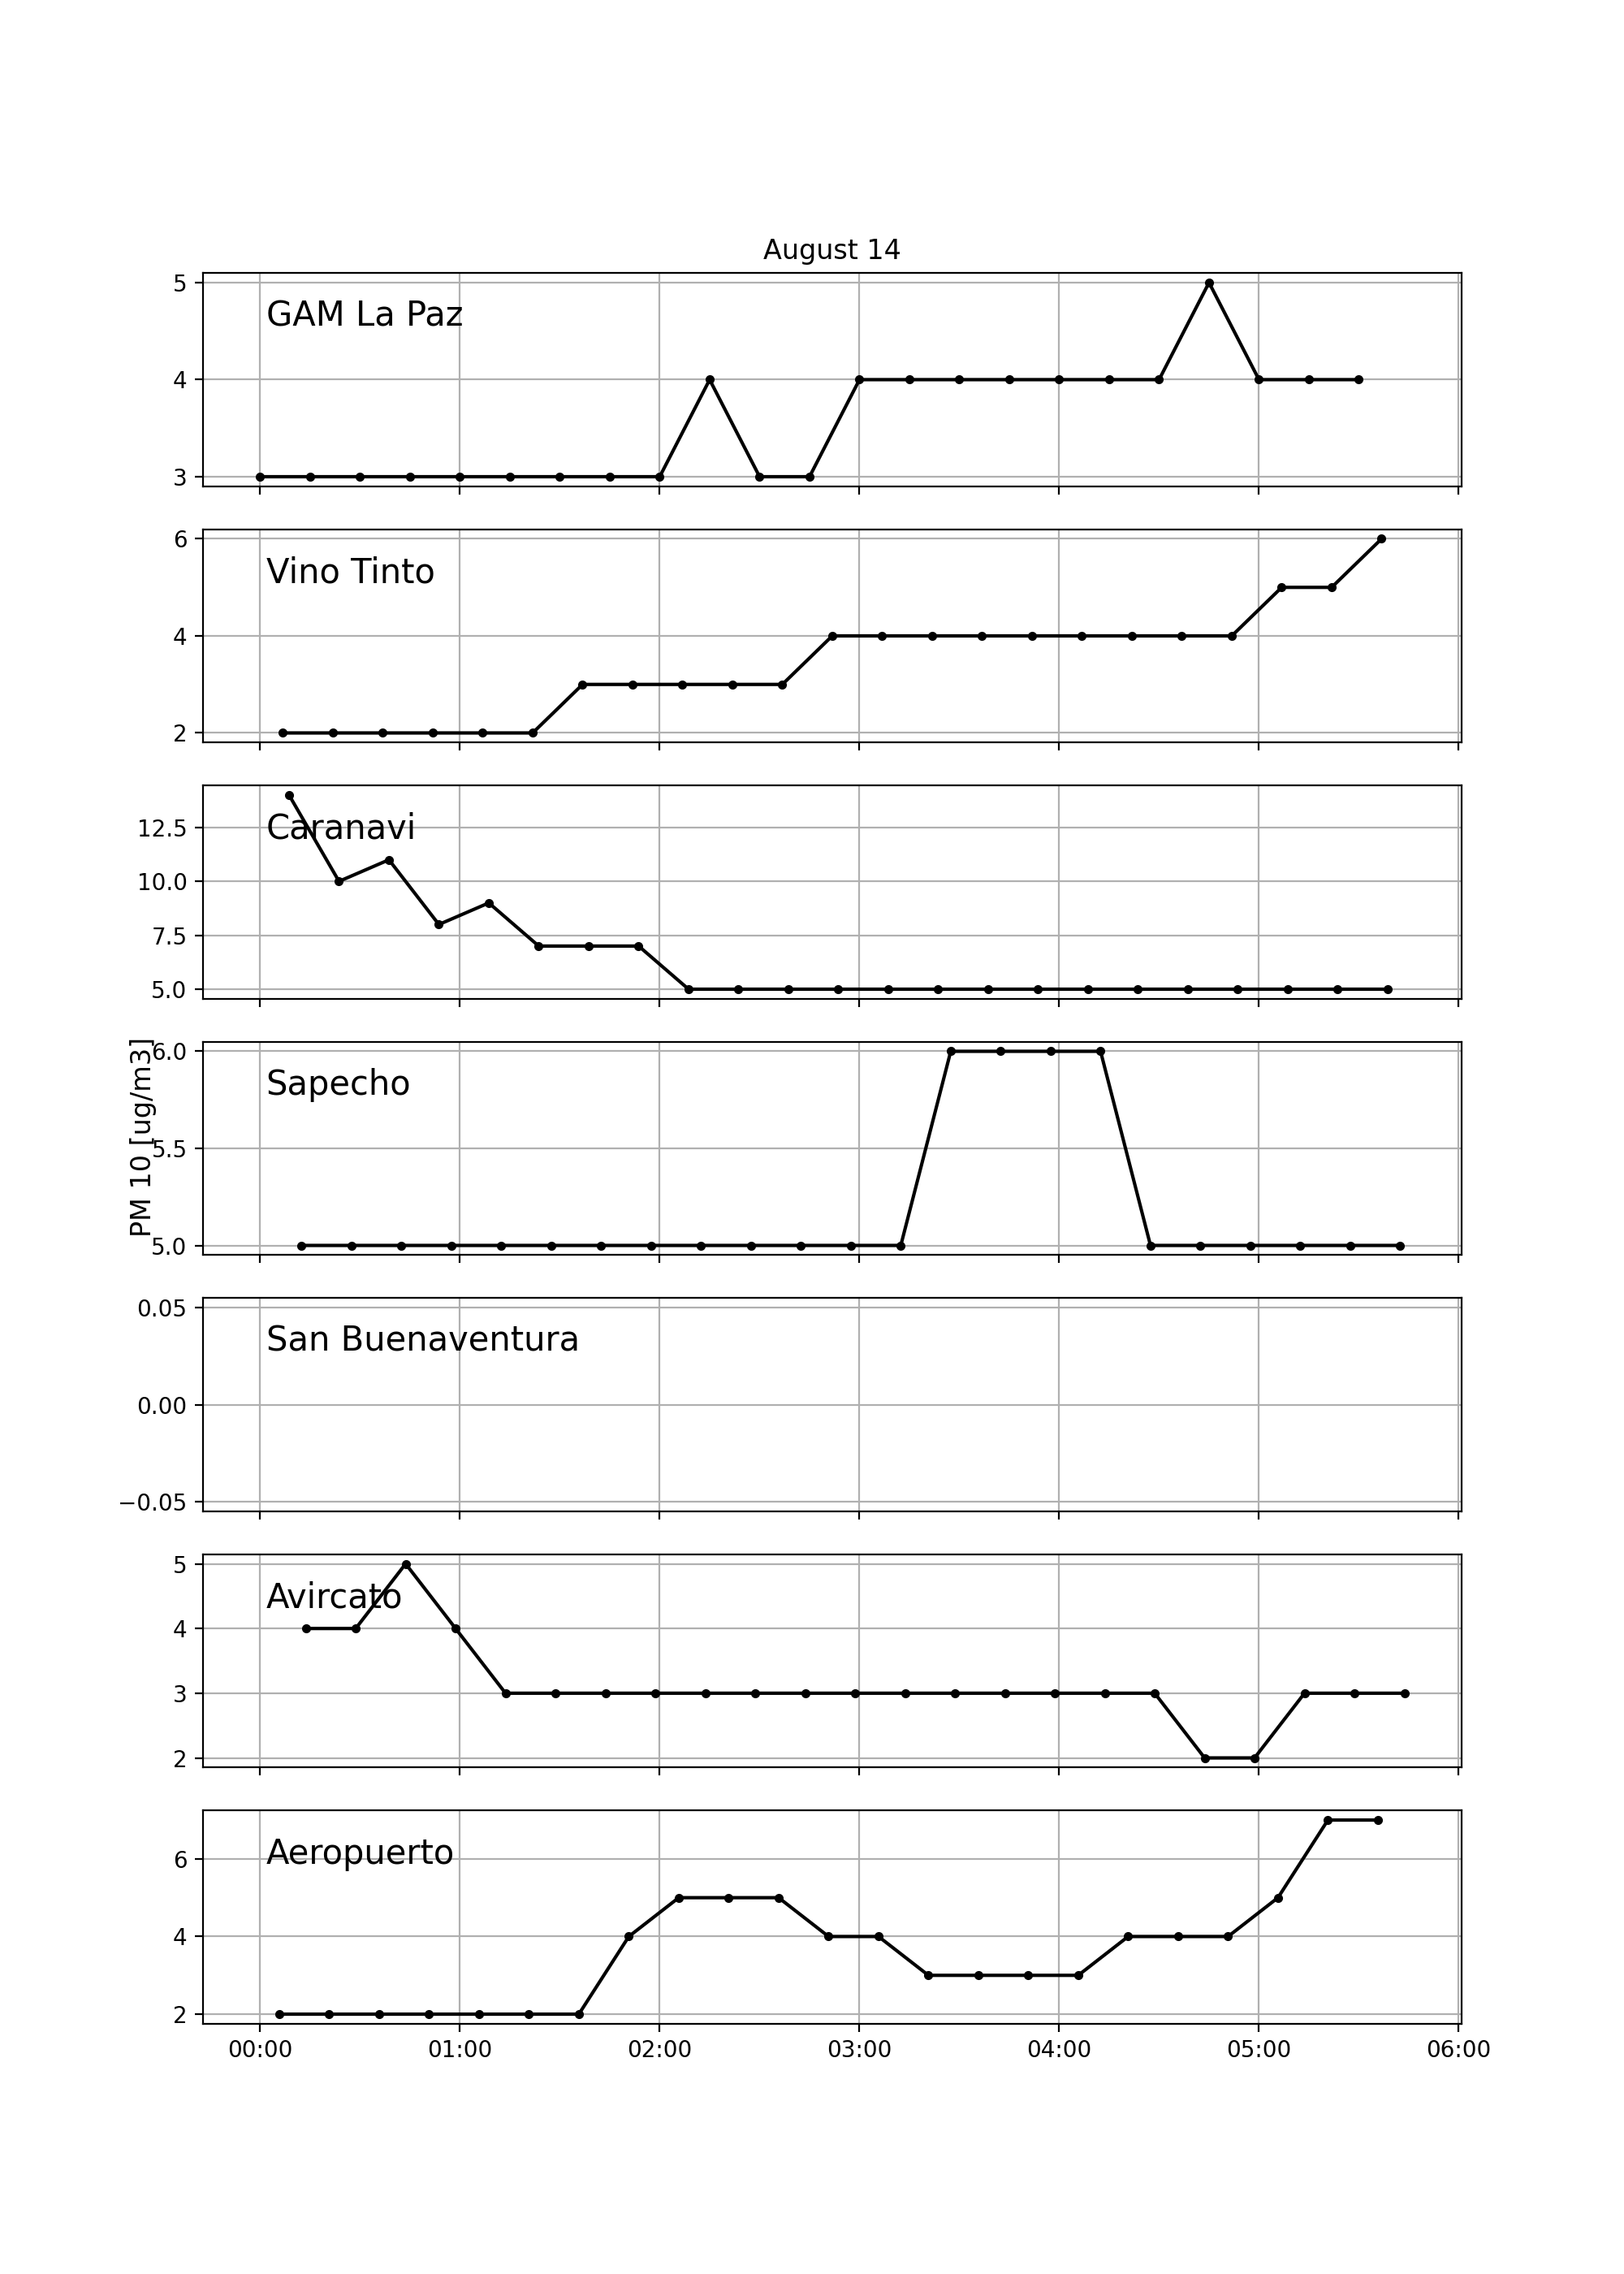 August 14
5
GAM La Paz
4
3
6
Vino Tinto
4
2
12.5
Caranavi
10.0
7.5
5.0
PM 10 [ug/m3]
6.0
Sapecho
5.5
5.0
0.05
San Buenaventura
0.00
−0.05
5
Avircato
4
3
2
Aeropuerto
6
4
2
00:00 01:00 02:00 03:00 04:00 05:00 06:00